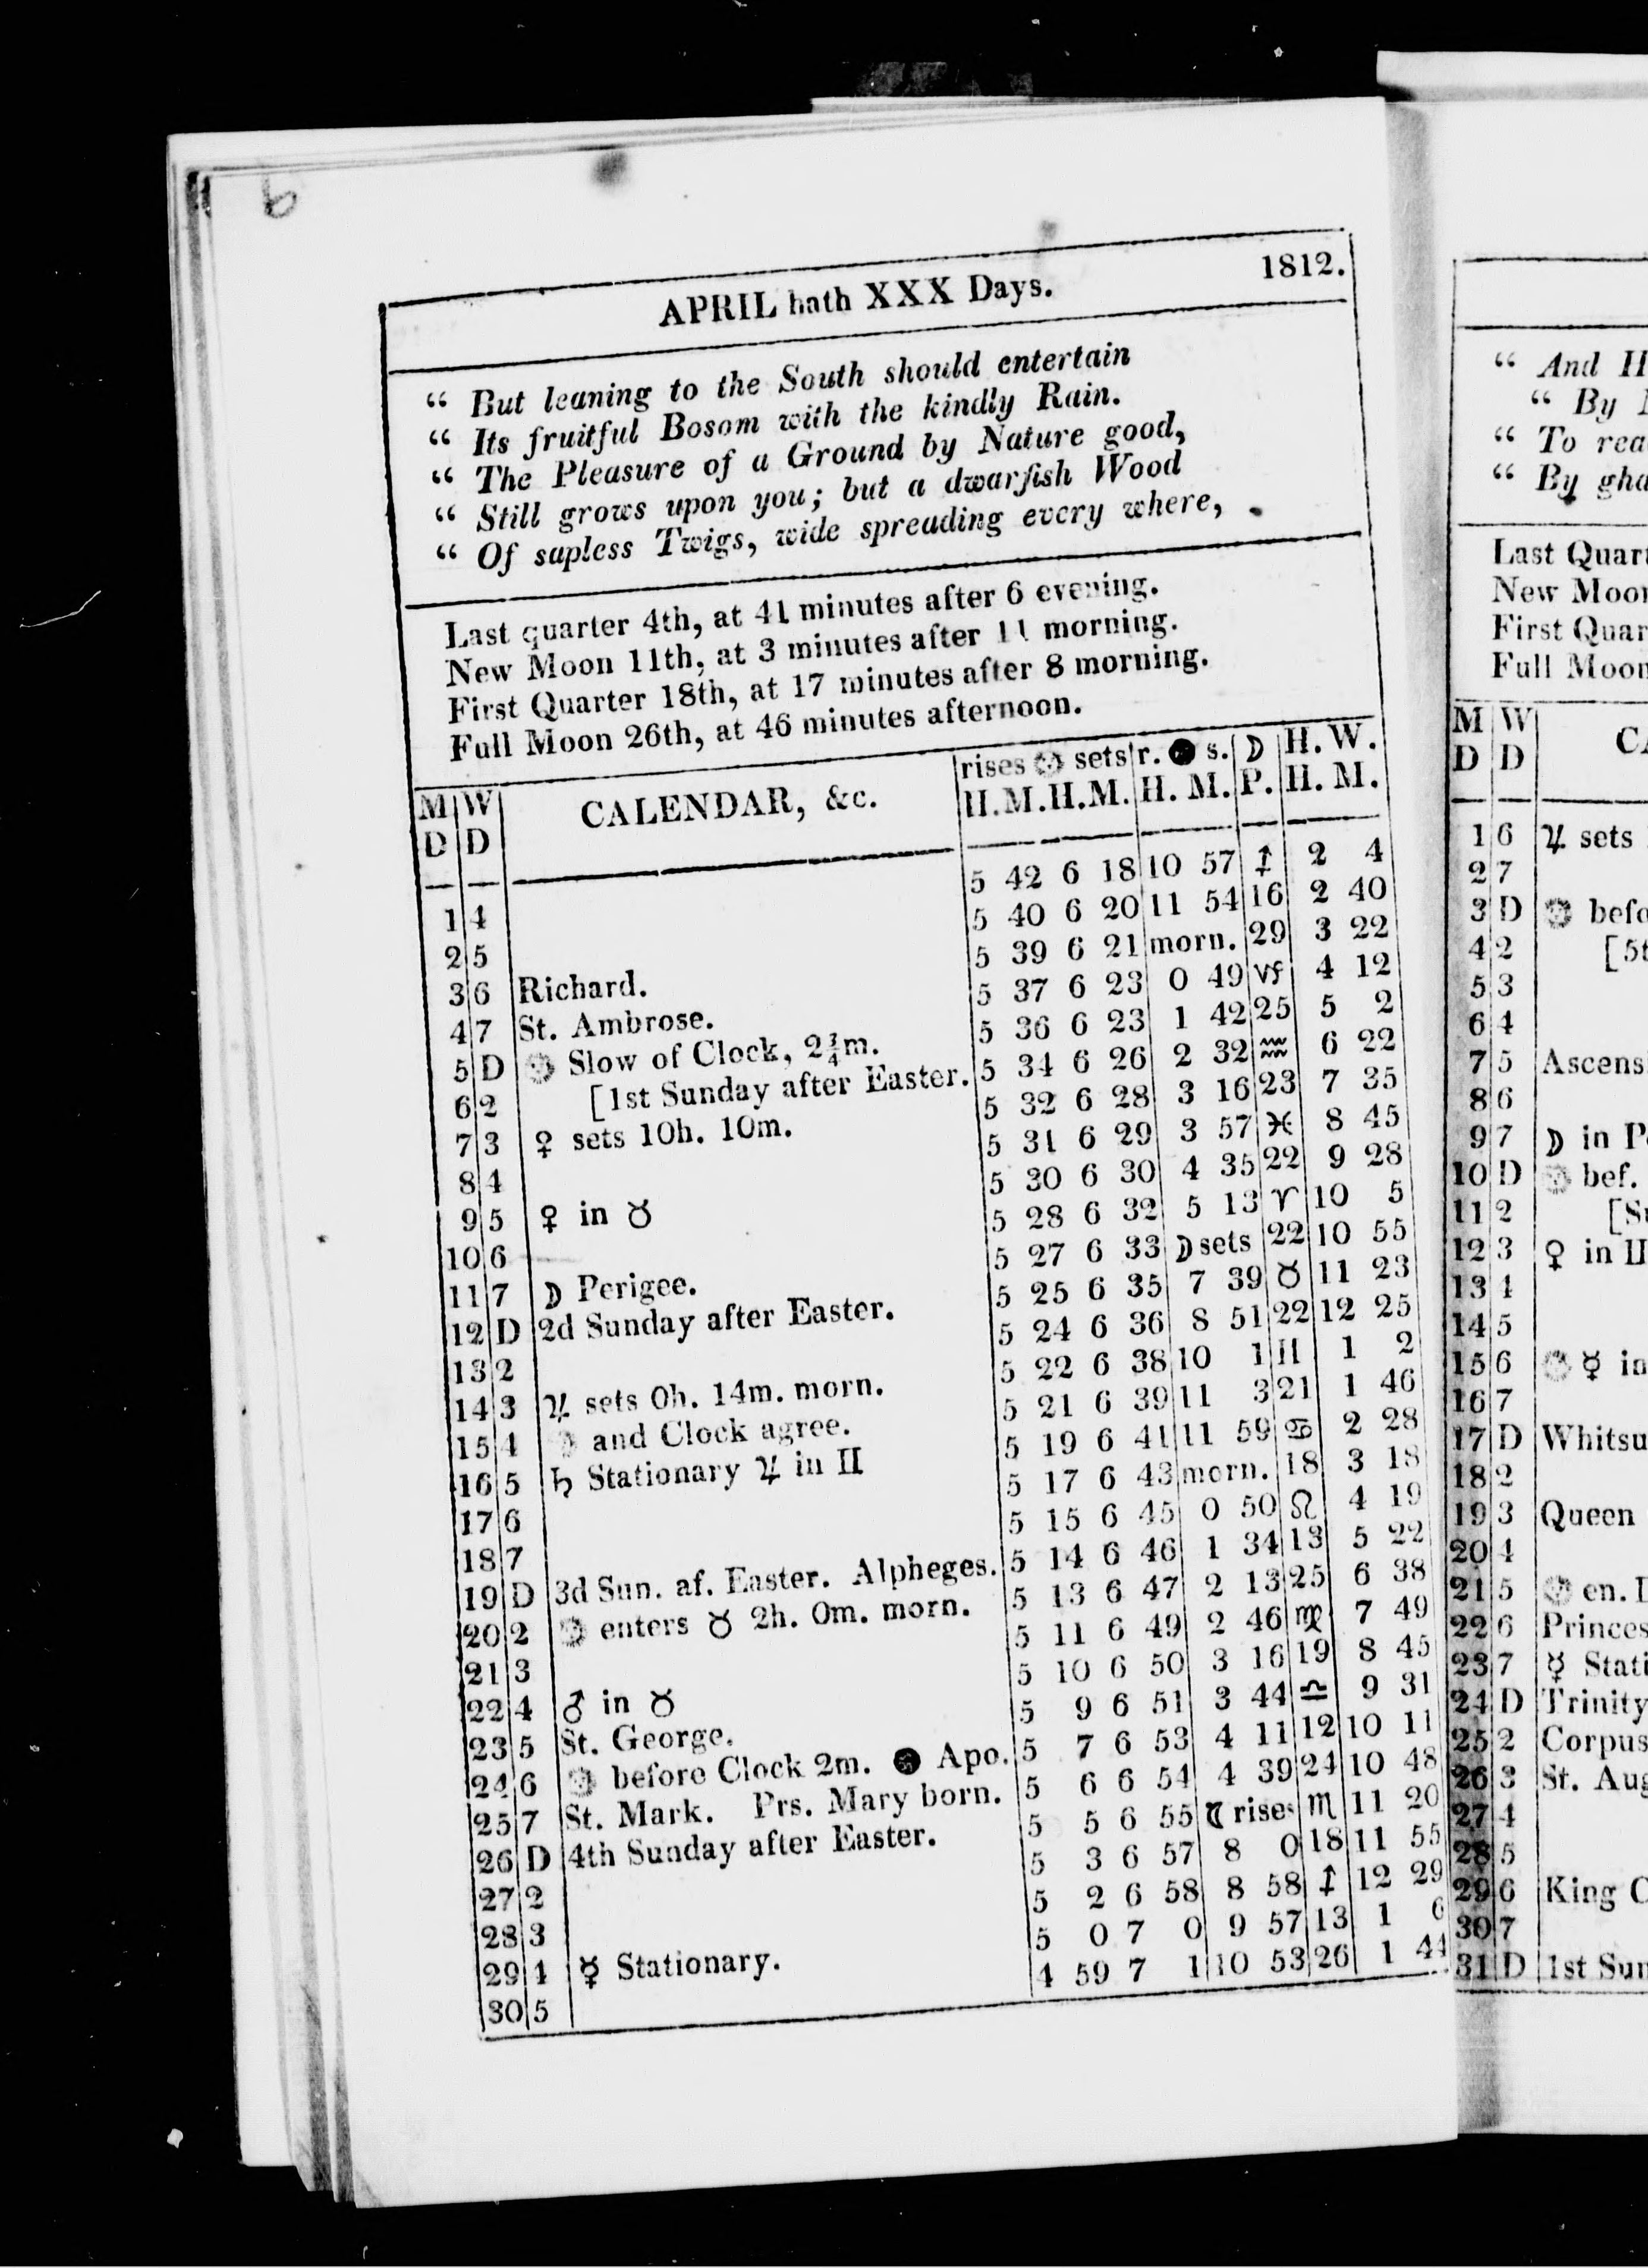 6
APRIL hath XXX Days. 1812.
“ But leaning to the South should entertain
“ Its fruitful Bosom with the kindly Rain.
“ The Pleasure of a Ground by Nature good,
“ Still grows upon you; but a dwarfish Wood
“ Of sapless Twigs, wide spreading every where,
Last quarter 4th, at 41 minutes after 6 evening.
New Moon 11th, at 3 minutes after 11 morning.
First Quarter 18th, at 17 minutes after 8 morning.
Full Moon 26th, at 46 minutes afternoon.
M W CALENDAR, &c. rises ☉ sets r. ● s. ☽ H. W.
D D H.M.H.M. H. M. P. H. M.
1 4 5 42 6 18 10 57 ♐ 2 4
2 5 5 40 6 20 11 54 16 2 40
3 6 Richard. 5 39 6 21 morn. 29 3 22
4 7 St. Ambrose. 5 37 6 23 0 49 ♑ 4 12
5 D ☉ Slow of Clock, 2¾m. 5 36 6 23 1 42 25 5 2
6 2 [1st Sunday after Easter. 5 34 6 26 2 32 ♒ 6 22
7 3 ♀ sets 10h. 10m. 5 32 6 28 3 16 23 7 35
8 4 5 31 6 29 3 57 ♓ 8 45
9 5 ♀ in ♉ 5 30 6 30 4 35 22 9 28
10 6 5 28 6 32 5 13 ♈ 10 5
11 7 ☽ Perigee. 5 27 6 33 ☽ sets 22 10 55
12 D 2d Sunday after Easter. 5 25 6 35 7 39 ♉ 11 23
13 2 5 24 6 36 8 51 22 12 25
14 3 ♃ sets 0h. 14m. morn. 5 22 6 38 10 1 ♊ 1 2
15 4 ☉ and Clock agree. 5 21 6 39 11 3 21 1 46
16 5 ♄ Stationary ♃ in ♊ 5 19 6 41 11 59 ♋ 2 28
17 6 5 17 6 43 morn. 18 3 18
18 7 5 15 6 45 0 50 ♌ 4 19
19 D 3d Sun. af. Easter. Alpheges. 5 14 6 46 1 34 13 5 22
20 2 ☉ enters ♉ 2h. 0m. morn. 5 13 6 47 2 13 25 6 38
21 3 5 11 6 49 2 46 ♍ 7 49
22 4 ♂ in ♉ 5 10 6 50 3 16 19 8 45
23 5 St. George. 5 9 6 51 3 44 ♎ 9 31
24 6 ☉ before Clock 2m. ● Apo. 5 7 6 53 4 11 12 10 11
25 7 St. Mark. Prs. Mary born. 5 6 6 54 4 39 24 10 48
26 D 4th Sunday after Easter. 5 5 6 55 ☾ rises ♏ 11 20
27 2 5 3 6 57 8 0 18 11 55
28 3 5 2 6 58 8 58 ♐ 12 29
29 4 ☿ Stationary. 5 0 7 0 9 57 13 1 6
30 5 4 59 7 1 10 53 26 1 44
“ And H
“ By
“ To rea
“ By gha
Last Quart
New Moon
First Quar
Full Moon
M W CA
D D
1 6 ♃ sets
2 7
3 D ☉ befo
4 2 [5t
5 3
6 4
7 5 Ascens
8 6
9 7 ☽ in P
10 D ☉ bef.
11 2 [Su
12 3 ♀ in ♊
13 4
14 5
15 6 ☉ ☿ in
16 7
17 D Whitsu
18 2
19 3 Queen
20 4
21 5 ☉ en.
22 6 Princes
23 7 ☿ Stati
24 D Trinity
25 2 Corpus
26 3 St. Aug
27 4
28 5
29 6 King C
30 7
31 D 1st Sun